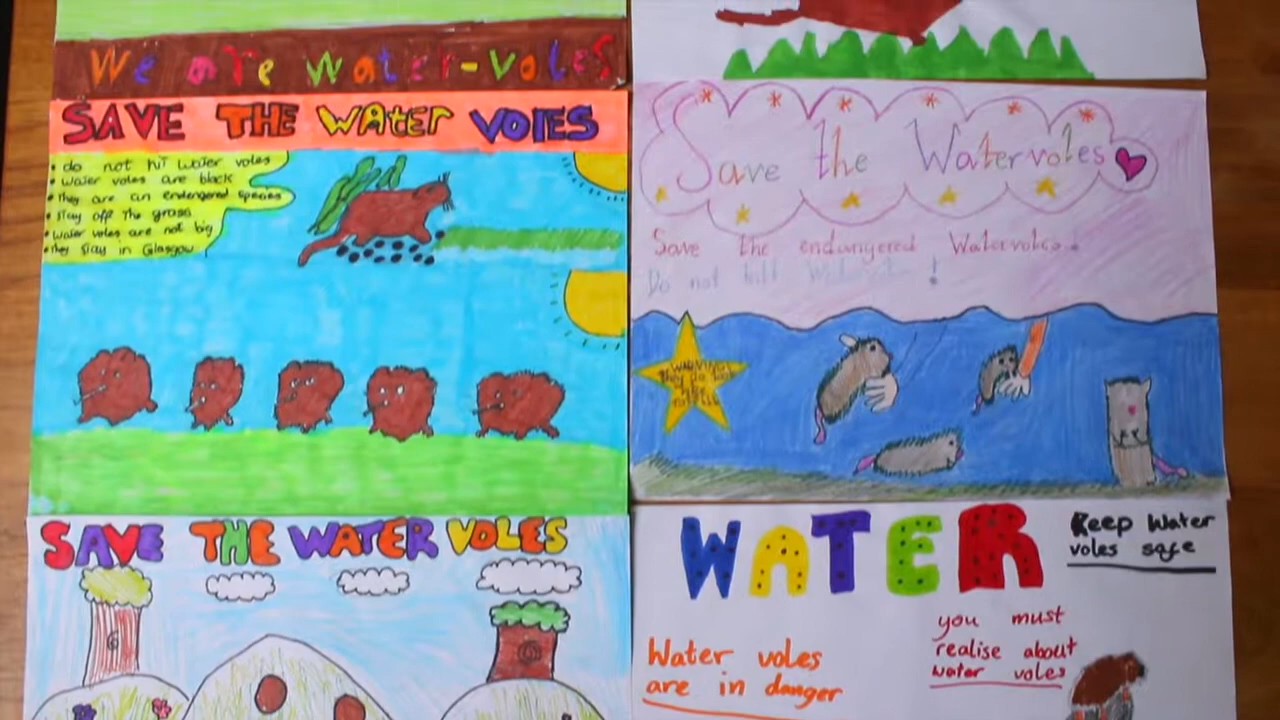 We are Water-voles
SAVE THE WATER VOlES
• do not hit water voles
• Water voles are black
• they are an endangered species
• Stay off the grass
• water voles are not big
• they stay in Glasgow
Save the Watervoles
Save the endangered Watervoles!
Do not !
WARNING
SAVE THE WATER VOLES
WATER
Keep Water
voles safe
you must
realise about
water voles
Water voles
are in danger